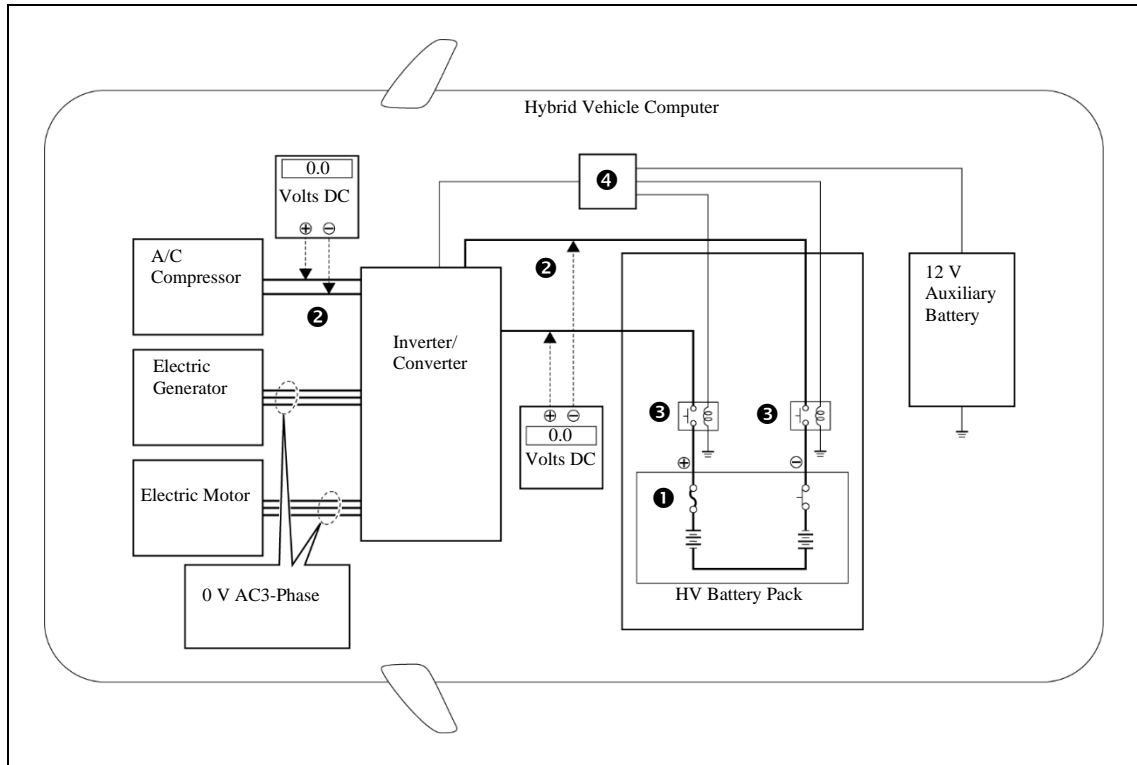 Hybrid Vehicle Computer
0.0
Volts DC
⊕ ⊖
❹
A/C
Compressor
❷
❷
12 V
Auxiliary
Battery
Inverter/
Converter
Electric
Generator
❸
❸
⊕ ⊖
0.0
Volts DC
⊕
⊖
Electric Motor
❶
0 V AC3-Phase
HV Battery Pack